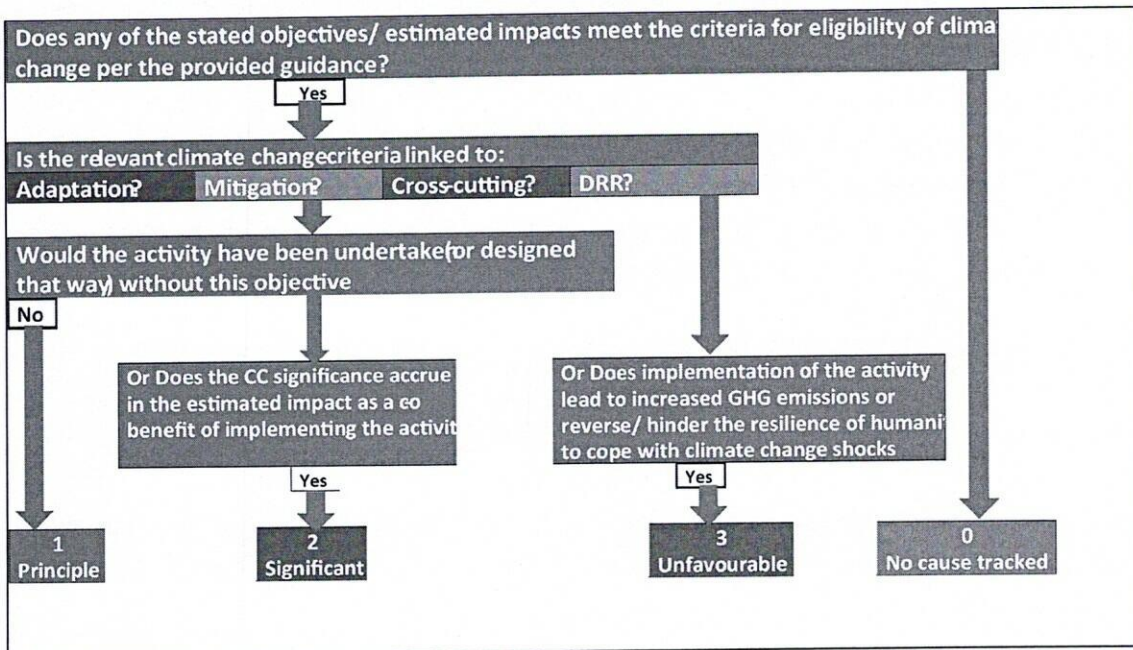 Does any of the stated objectives/ estimated impacts meet the criteria for eligibility of clima
change per the provided guidance?
Yes
Is the relevant climate changecriterialinked to:
Adaptation? Mitigation? Cross-cutting? DRR?
Would the activity have been undertake(or designed
that way) without this objective
No
Or Does the CC significance accrue
in the estimated impact as a co
benefit of implementing the activit
Yes
Or Does implementation of the activity
lead to increased GHG emissions or
reverse/ hinder the resilience of humani
to cope with climate change shocks
Yes
1
Principle
2
Significant
3
Unfavourable
0
No cause tracked